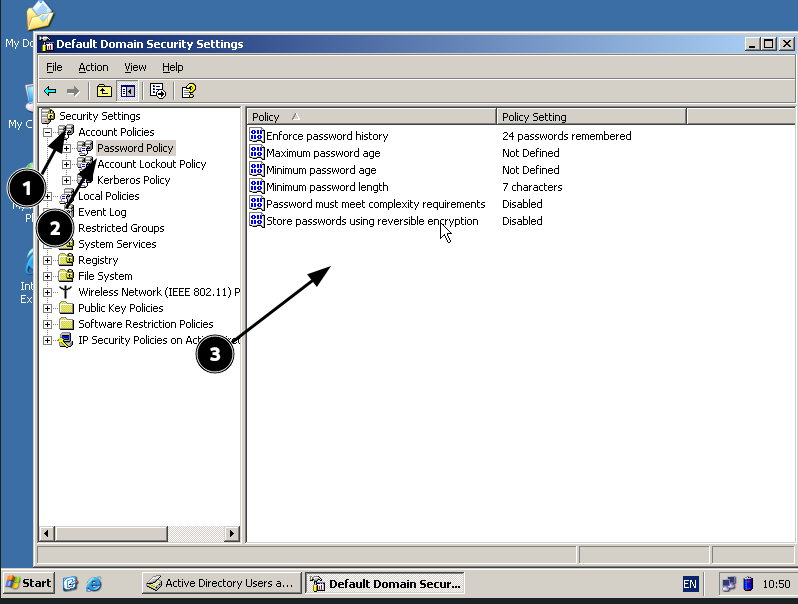 My Do
Default Domain Security Settings
File Action View Help
My C
Security Settings
Account Policies
Password Policy
Account Lockout Policy
Kerberos Policy
Local Policies
Event Log
Restricted Groups
System Services
Registry
File System
Wireless Network (IEEE 802.11) P
Public Key Policies
Software Restriction Policies
IP Security Policies on
1
2
3
Policy Policy Setting
Enforce password history 24 passwords remembered
Maximum password age Not Defined
Minimum password age Not Defined
Minimum password length 7 characters
Password must meet complexity requirements Disabled
Store passwords using reversible encryption Disabled
Int
Ex
Start Active Directory Users a... Default Domain Secur... EN 10:50